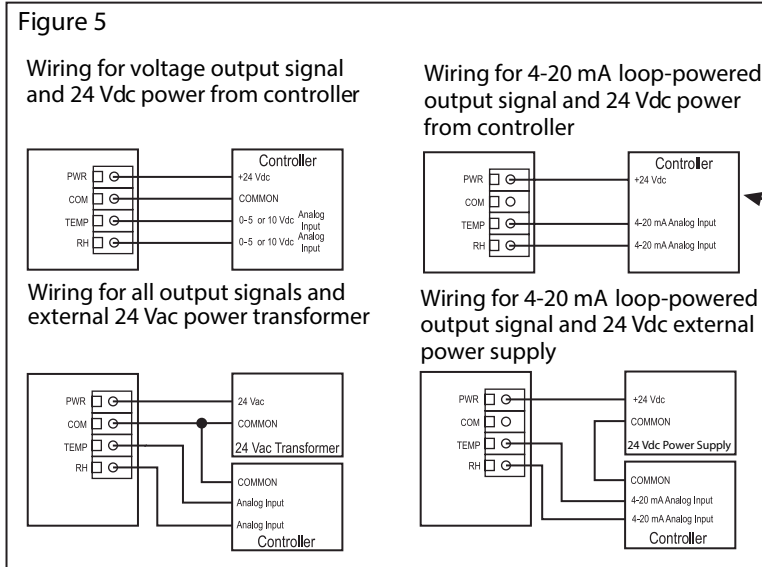 Figure 5
Wiring for voltage output signal
and 24 Vdc power from controller
PWR
COM
TEMP
RH
Controller
+24 Vdc
COMMON
0-5 or 10 Vdc Analog
Input
0-5 or 10 Vdc Analog
Input
Wiring for 4-20 mA loop-powered
output signal and 24 Vdc power
from controller
PWR
COM
TEMP
RH
Controller
+24 Vdc
4-20 mA Analog Input
4-20 mA Analog Input
Wiring for all output signals and
external 24 Vac power transformer
PWR
COM
TEMP
RH
24 Vac
COMMON
24 Vac Transformer
COMMON
Analog Input
Analog Input
Controller
Wiring for 4-20 mA loop-powered
output signal and 24 Vdc external
power supply
PWR
COM
TEMP
RH
+24 Vdc
COMMON
24 Vdc Power Supply
COMMON
4-20 mA Analog Input
4-20 mA Analog Input
Controller